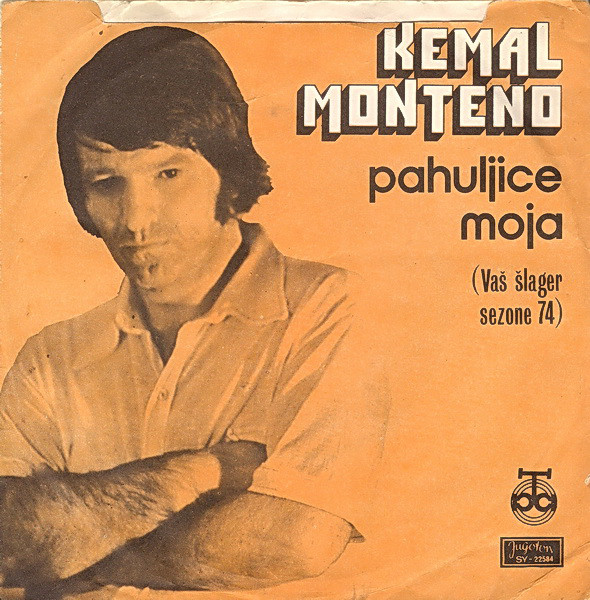 KEMAL
MONTENO
pahuljice
moja
(Vaš šlager
sezone 74)
Jugoton
SY-22584